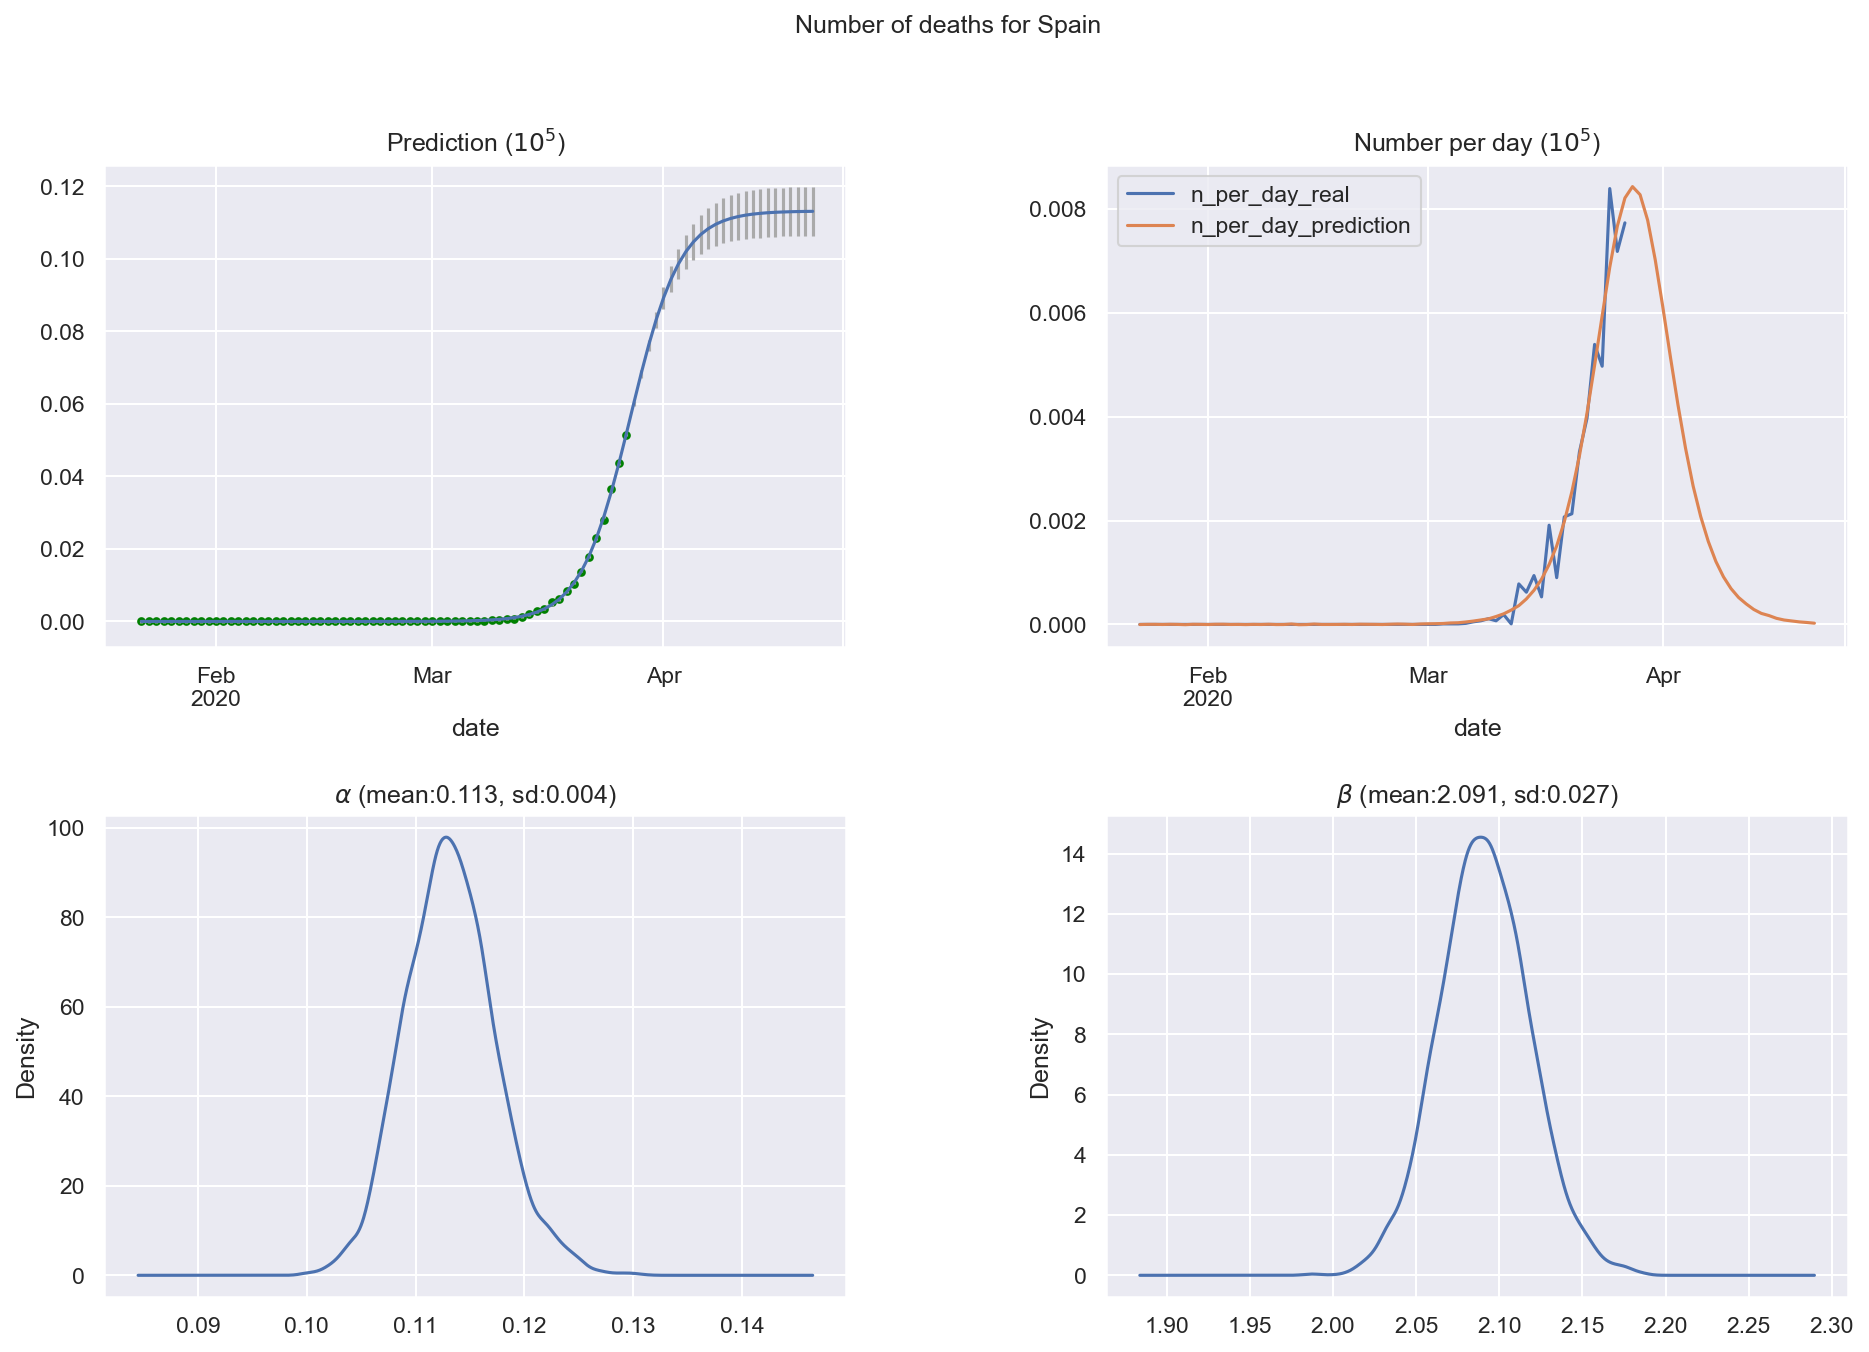 Number of deaths for Spain
Prediction (10^5)
0.12
0.10
0.08
0.06
0.04
0.02
0.00
Feb
2020
Mar
Apr
date
Number per day (10^5)
n_per_day_real
n_per_day_prediction
0.008
0.006
0.004
0.002
0.000
Feb
2020
Mar
Apr
date
α (mean:0.113, sd:0.004)
Density
100
80
60
40
20
0
0.09 0.10 0.11 0.12 0.13 0.14
β (mean:2.091, sd:0.027)
Density
14
12
10
8
6
4
2
0
1.90 1.95 2.00 2.05 2.10 2.15 2.20 2.25 2.30